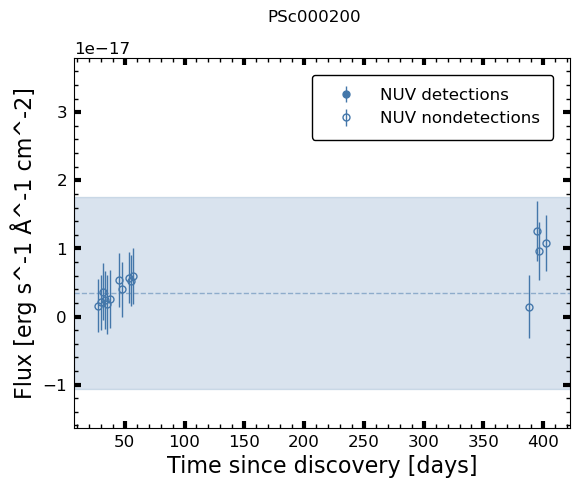 PSc000200
1e−17
NUV detections
NUV nondetections
3
2
1
0
−1
Flux [erg s^-1 Å^-1 cm^-2]
50 100 150 200 250 300 350 400
Time since discovery [days]